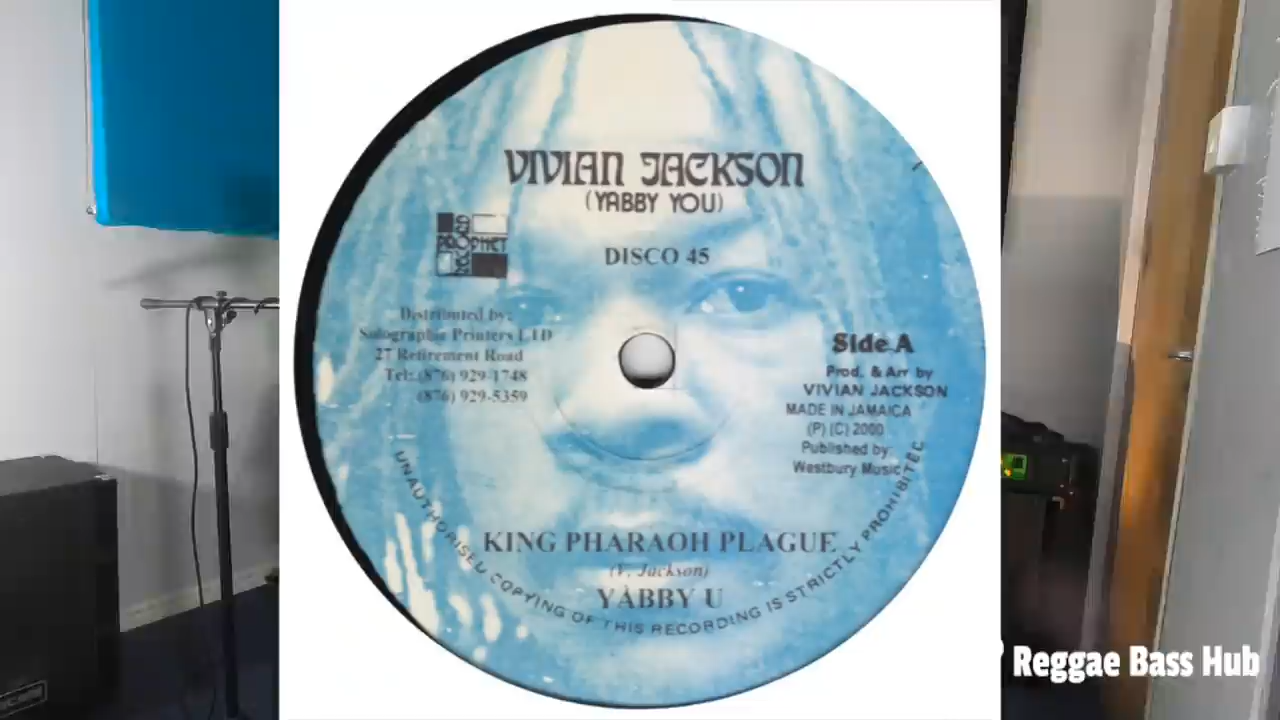 VIVIAN JACKSON
(YABBY YOU)
PROPHET
RECORD
DISCO 45
Distributed by:
Solographic Printers LTD
27 Retirement Road
Tel: (876) 929-1748
(876) 929-5359
Side A
Prod. & Arr by
VIVIAN JACKSON
MADE IN JAMAICA
(P) (C) 2000
Published by:
Westbury Music
KING PHARAOH PLAGUE
(V. Jackson)
YABBY U
UNAUTHORISED COPYING OF THIS RECORDING IS STRICTLY PROHIBITEC
Reggae Bass Hub